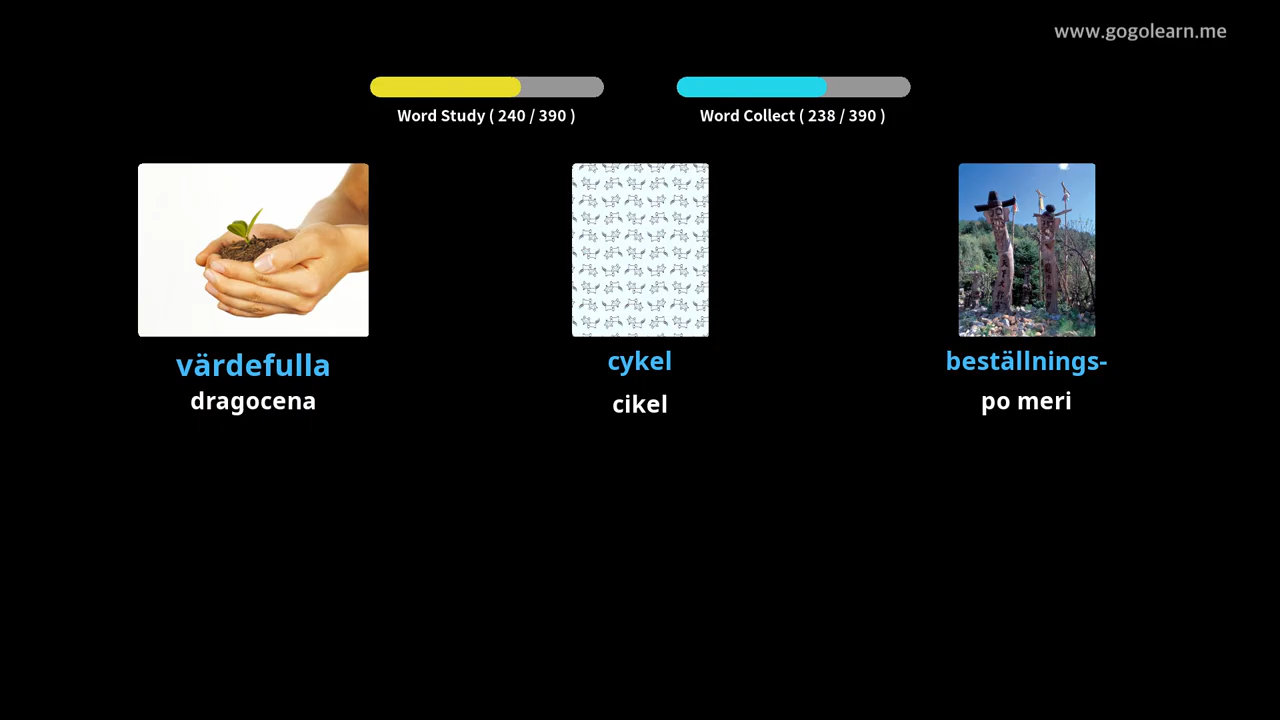 www.gogolearn.me
Word Study ( 240 / 390 )
Word Collect ( 238 / 390 )
värdefulla
dragocena
cykel
cikel
beställnings-
po meri